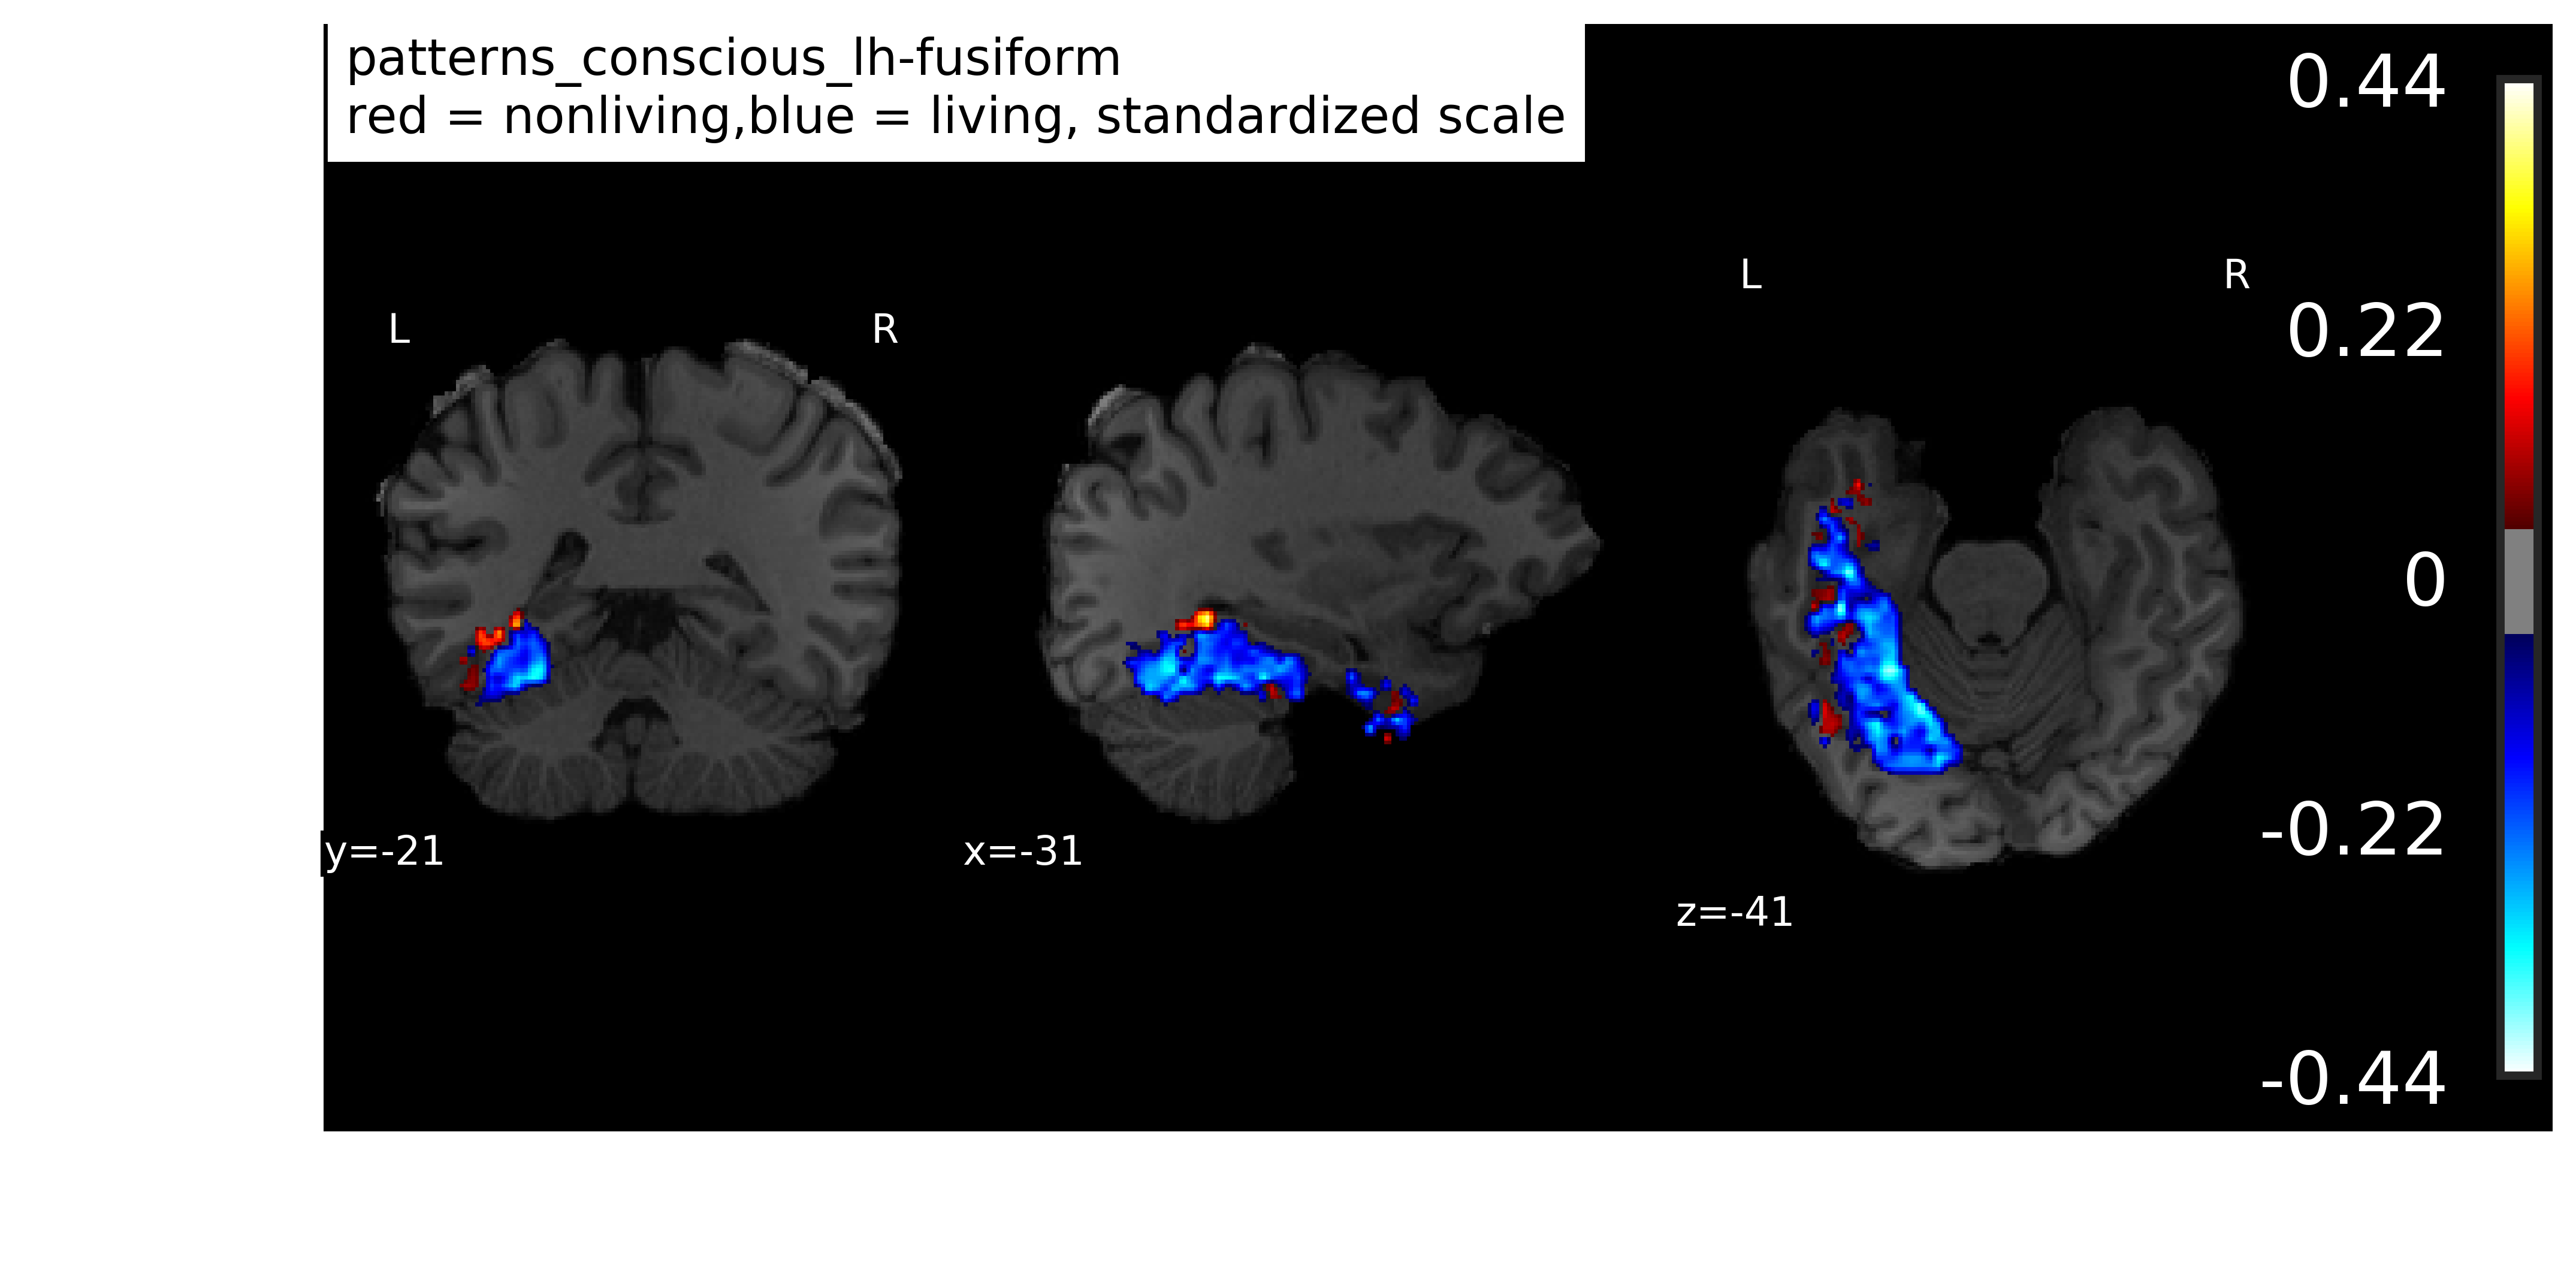 patterns_conscious_lh-fusiform
red = nonliving,blue = living, standardized scale
L R
L R
y=-21
x=-31
z=-41
0.44
0.22
0
-0.22
-0.44